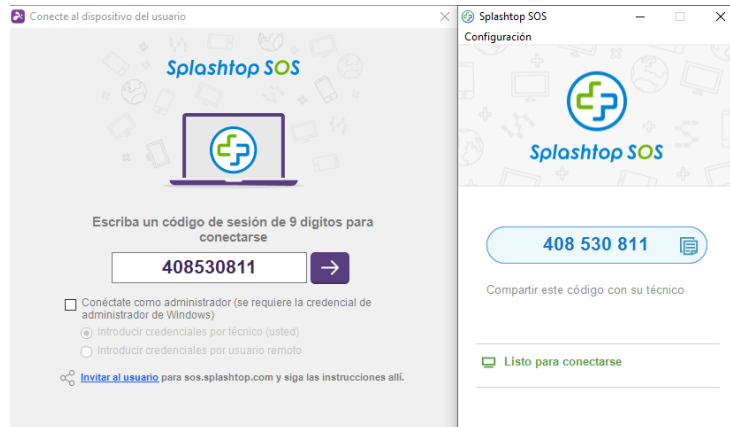 Conecte al dispositivo del usuario
Splashtop SOS
Escriba un código de sesión de 9 digitos para
conectarse
408530811
Conéctate como administrador (se requiere la credencial de
administrador de Windows)
Introducir credenciales por técnico (usted)
Introducir credenciales por usuario remoto
Invitar al usuario para sos.splashtop.com y siga las instrucciones allí.
Splashtop SOS
Configuración
Splashtop SOS
408 530 811
Compartir este código con su técnico
Listo para conectarse